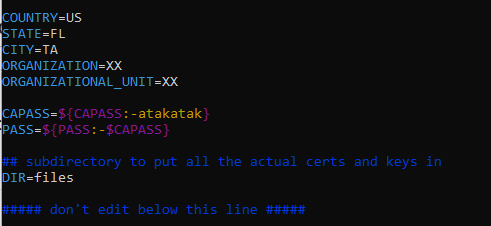 COUNTRY=US
STATE=FL
CITY=TA
ORGANIZATION=XX
ORGANIZATIONAL_UNIT=XX
CAPASS=${CAPASS:-atakatak}
PASS=${PASS:-$CAPASS}
## subdirectory to put all the actual certs and keys in
DIR=files
##### don't edit below this line #####